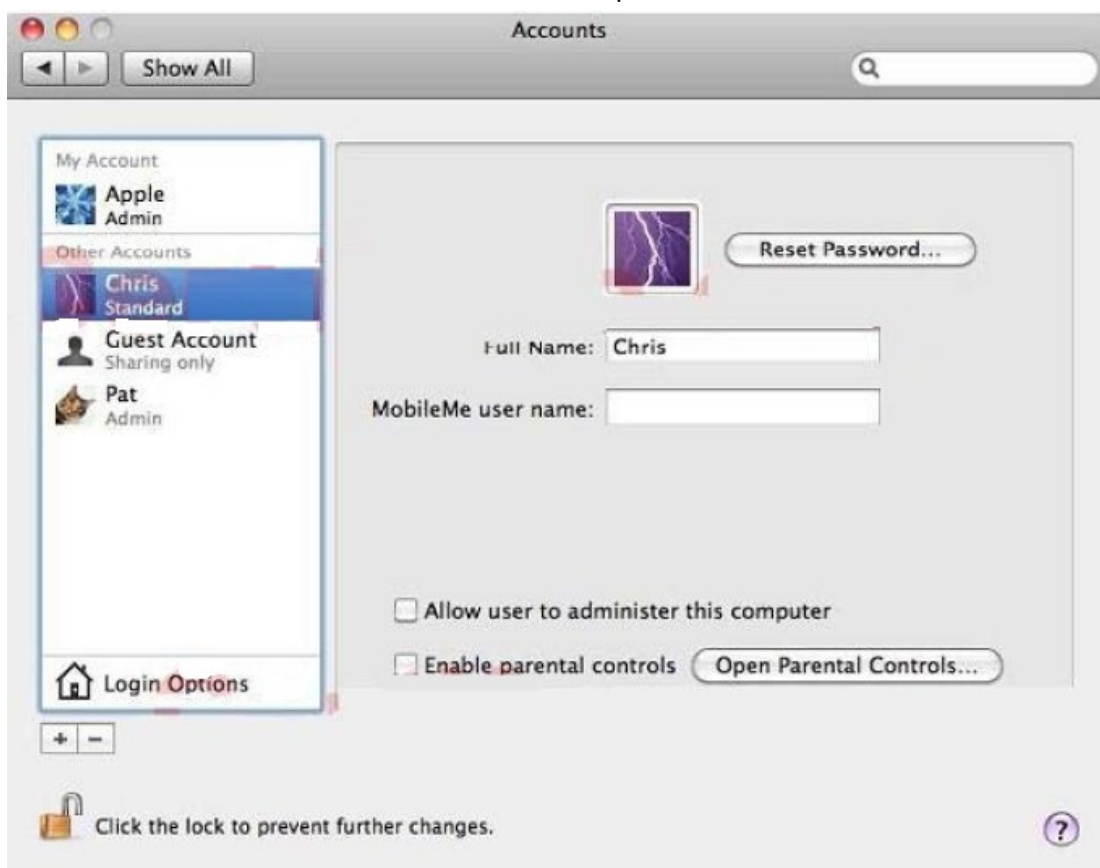 Accounts
Show All
My Account
Apple
Admin
Other Accounts
Chris
Standard
Guest Account
Sharing only
Pat
Admin
Login Options
Reset Password...
Full Name: Chris
MobileMe user name:
Allow user to administer this computer
Enable parental controls Open Parental Controls...
+ −
Click the lock to prevent further changes.
?